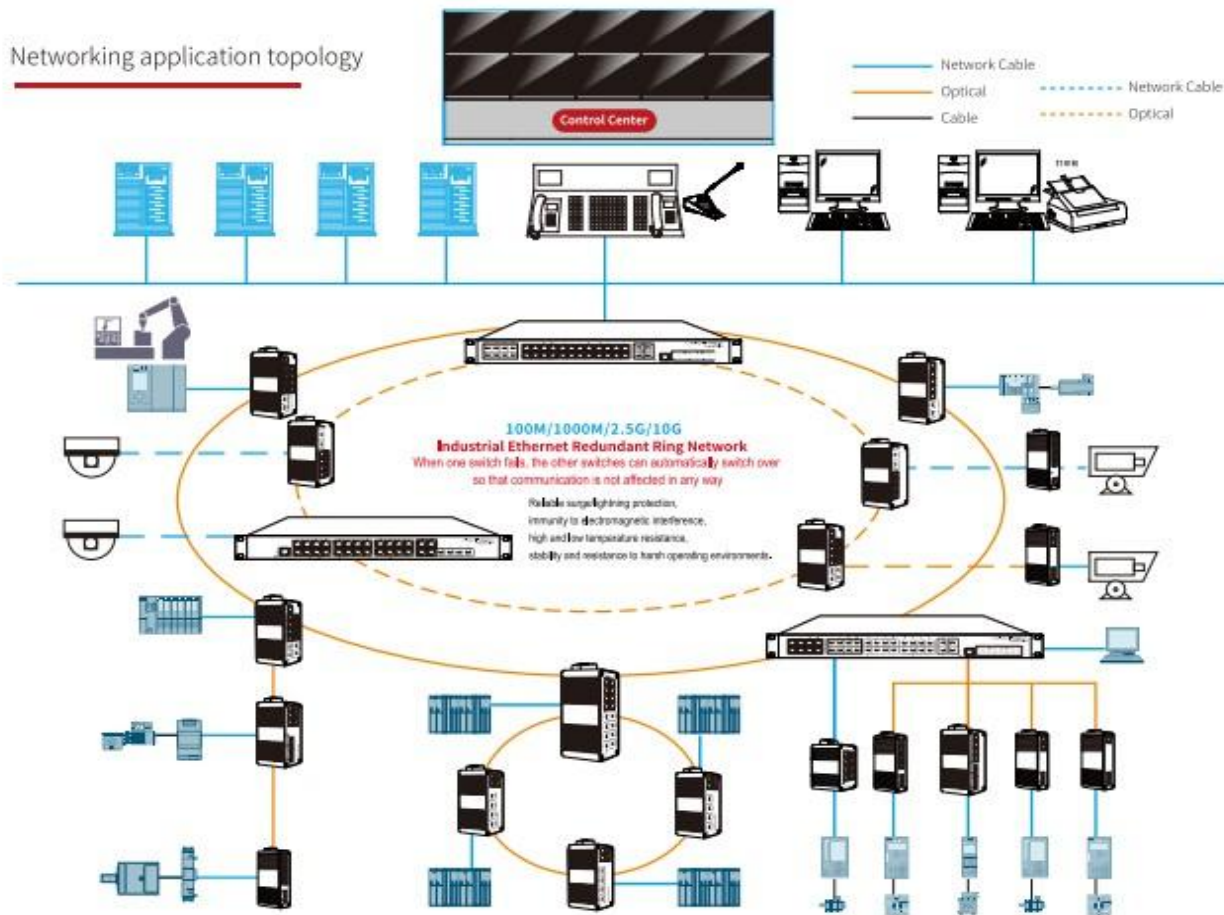 Networking application topology
Control Center
Network Cable
Optical
Cable
Network Cable
Optical
100M/1000M/2.5G/10G
Industrial Ethernet Redundant Ring Network
When one switch fails, the other switches can automatically switch over
so that communication is not affected in any way
Reliable surge/lightning protection,
immunity to electromagnetic interference,
high and low temperature resistance,
stability and resistance to harsh operating environments.